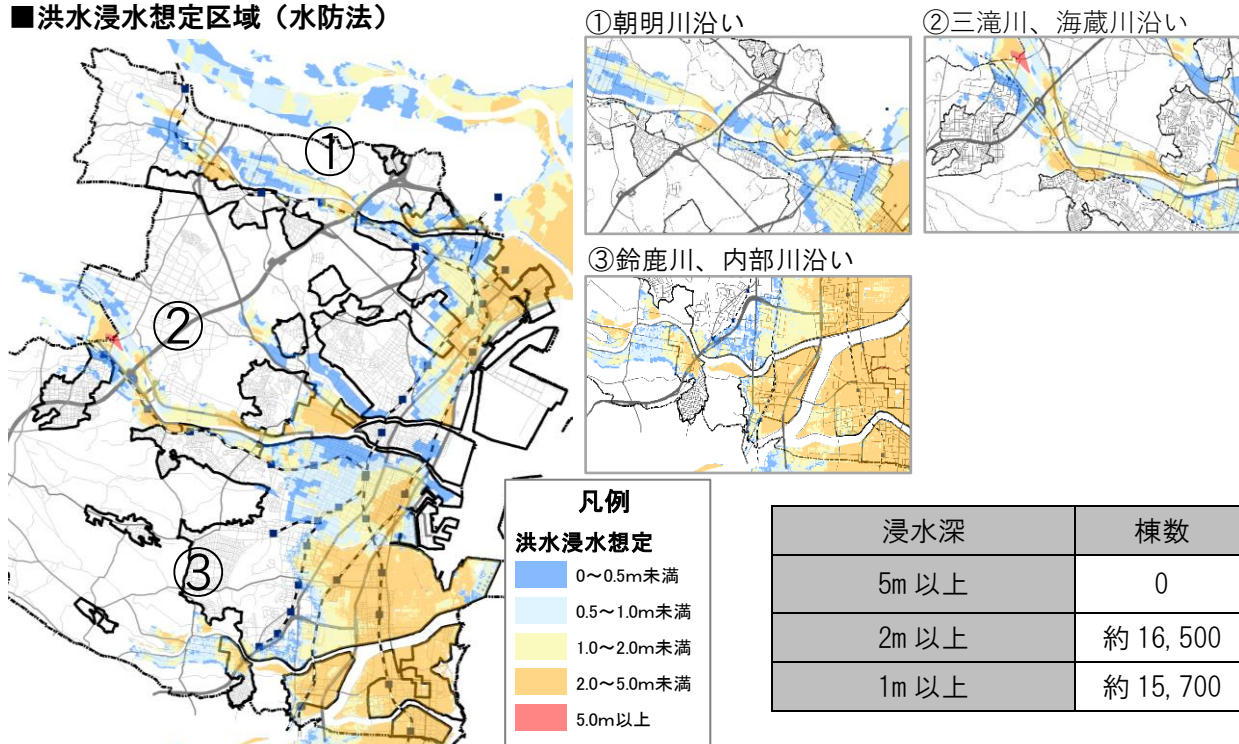 ■洪水浸水想定区域（水防法）
①朝明川沿い
②三滝川、海蔵川沿い
①
②
③
③鈴鹿川、内部川沿い
凡例
洪水浸水想定
0～0.5m未満
0.5～1.0m未満
1.0～2.0m未満
2.0～5.0m未満
5.0m以上
浸水深 棟数
5m 以上 0
2m 以上 約 16,500
1m 以上 約 15,700